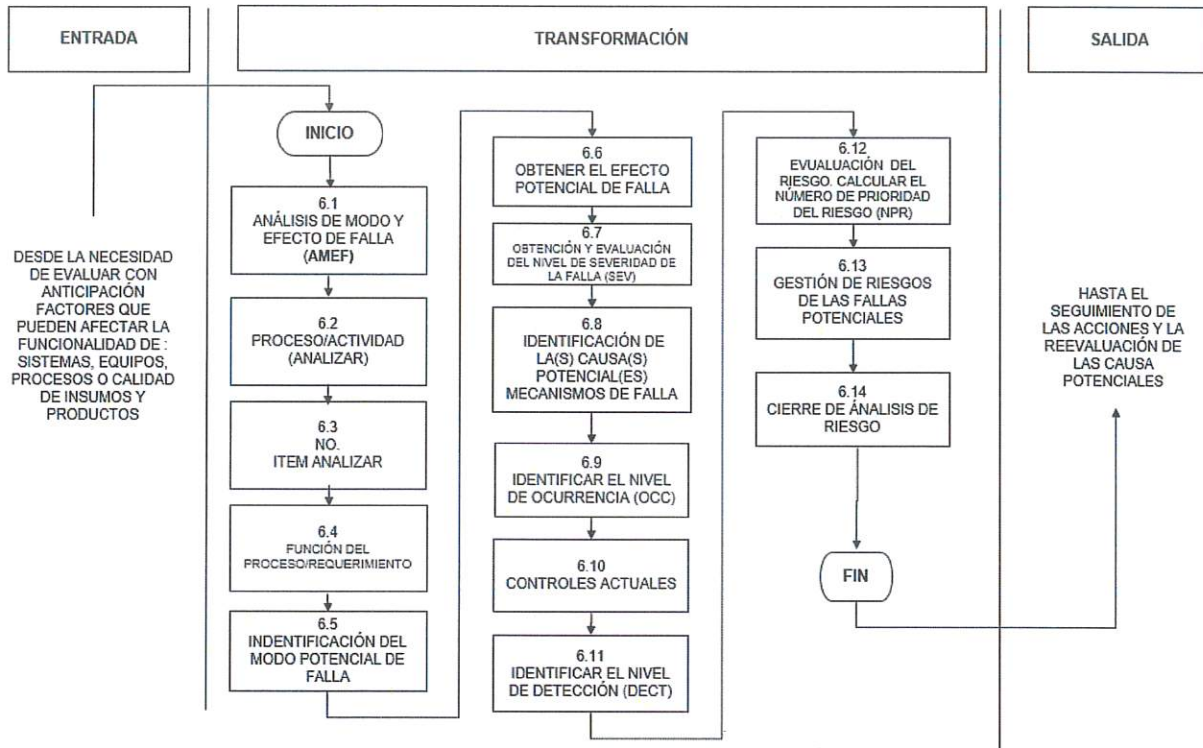 ENTRADA
TRANSFORMACIÓN
SALIDA
DESDE LA NECESIDAD
DE EVALUAR CON
ANTICIPACIÓN
FACTORES QUE
PUEDEN AFECTAR LA
FUNCIONALIDAD DE :
SISTEMAS, EQUIPOS,
PROCESOS O CALIDAD
DE INSUMOS Y
PRODUCTOS
INICIO
6.1
ANÁLISIS DE MODO Y
EFECTO DE FALLA
(AMEF)
6.2
PROCESO/ACTIVIDAD
(ANALIZAR)
6.3
NO.
ITEM ANALIZAR
6.4
FUNCIÓN DEL
PROCESO/REQUERIMIENTO
6.5
INDENTIFICACIÓN DEL
MODO POTENCIAL DE
FALLA
6.6
OBTENER EL EFECTO
POTENCIAL DE FALLA
6.7
OBTENCIÓN Y EVALUACIÓN
DEL NIVEL DE SEVERIDAD DE
LA FALLA (SEV)
6.8
IDENTIFICACIÓN DE
LA(S) CAUSA(S)
POTENCIAL(ES)
MECANISMOS DE FALLA
6.9
IDENTIFICAR EL NIVEL
DE OCURRENCIA (OCC)
6.10
CONTROLES ACTUALES
6.11
IDENTIFICAR EL NIVEL
DE DETECCIÓN (DECT)
6.12
EVUALUACIÓN DEL
RIESGO. CALCULAR EL
NÚMERO DE PRIORIDAD
DEL RIESGO (NPR)
6.13
GESTIÓN DE RIESGOS
DE LAS FALLAS
POTENCIALES
6.14
CIERRE DE ÁNALISIS DE
RIESGO
FIN
HASTA EL
SEGUIMIENTO DE
LAS ACCIONES Y LA
REEVALUACIÓN DE
LAS CAUSA
POTENCIALES